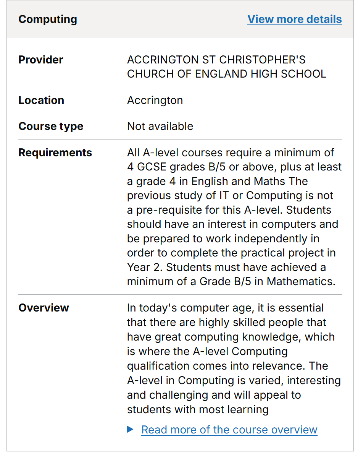 Computing View more details
Provider ACCRINGTON ST CHRISTOPHER'S
CHURCH OF ENGLAND HIGH SCHOOL
Location Accrington
Course type Not available
Requirements All A-level courses require a minimum of
4 GCSE grades B/5 or above, plus at least
a grade 4 in English and Maths The
previous study of IT or Computing is not
a pre-requisite for this A-level. Students
should have an interest in computers and
be prepared to work independently in
order to complete the practical project in
Year 2. Students must have achieved a
minimum of a Grade B/5 in Mathematics.
Overview In today's computer age, it is essential
that there are highly skilled people that
have great computing knowledge, which
is where the A-level Computing
qualification comes into relevance. The
A-level in Computing is varied, interesting
and challenging and will appeal to
students with most learning
Read more of the course overview